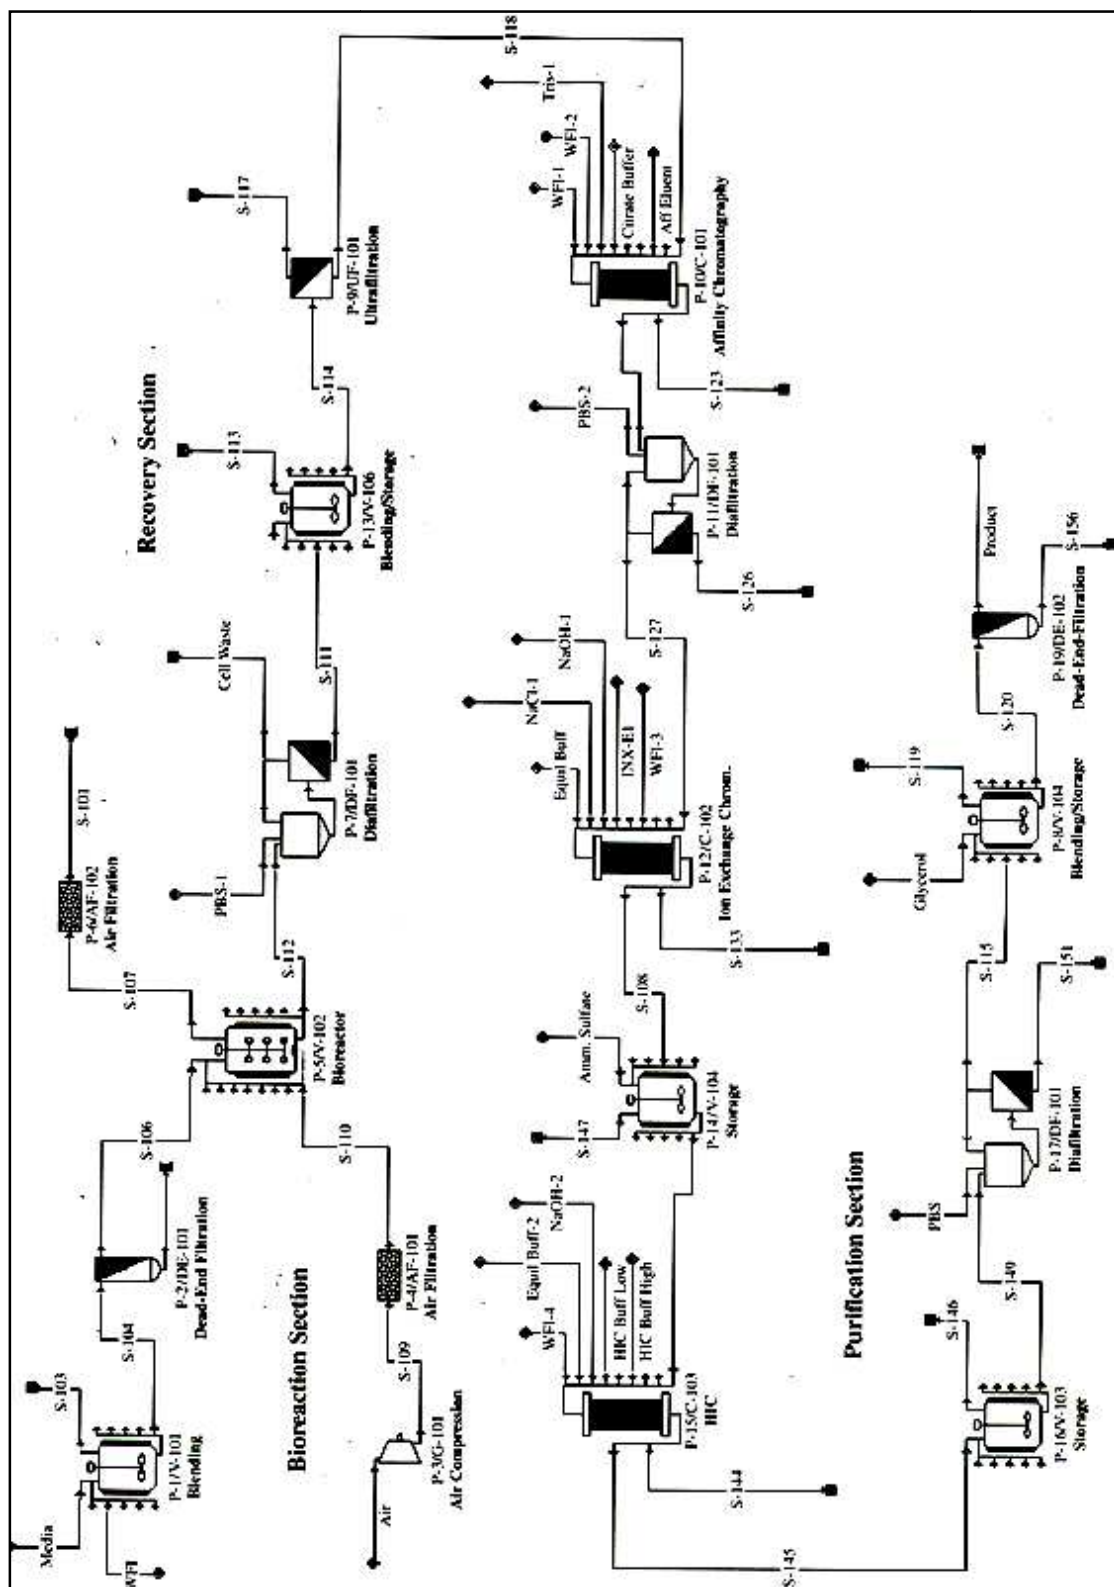 Media
WFI
S-103
P-1/V-101
Blending
S-104
P-2/DE-101
Dead-End Filtration
S-106
Bioreaction Section
Air
P-3/G-101
Air Compression
S-109
P-4/AF-101
Air Filtration
S-110
P-5/V-102
Bioreactor
S-107
P-6/AF-102
Air Filtration
S-101
S-112
PBS-1
P-7/DF-101
Diafiltration
Cell Waste
S-111
Recovery Section
S-113
P-13/V-106
Blending/Storage
S-114
P-9/UF-101
Ultrafiltration
S-117
S-118
WFI-1
WFI-2
Tris-1
Citrate Buffer
Aff Eluent
P-10/C-101
Affinity Chromatography
S-123
PBS-2
P-11/DF-101
Diafiltration
S-126
S-127
Equil Buff
NaCl-1
NaOH-1
INX-El
WFI-3
P-12/C-102
Ion Exchange Chrom.
S-133
S-108
Amm. Sulfate
S-147
P-14/V-104
Storage
WFI-4
Equil Buff-2
NaOH-2
HIC Buff Low
HIC Buff High
P-15/C-103
HIC
S-144
S-145
Purification Section
S-146
P-16/V-103
Storage
S-149
PBS
P-17/DF-101
Diafiltration
S-151
S-115
Glycerol
S-119
P-8/V-104
Blending/Storage
S-120
P-19/DE-102
Dead-End-Filtration
Product
S-156